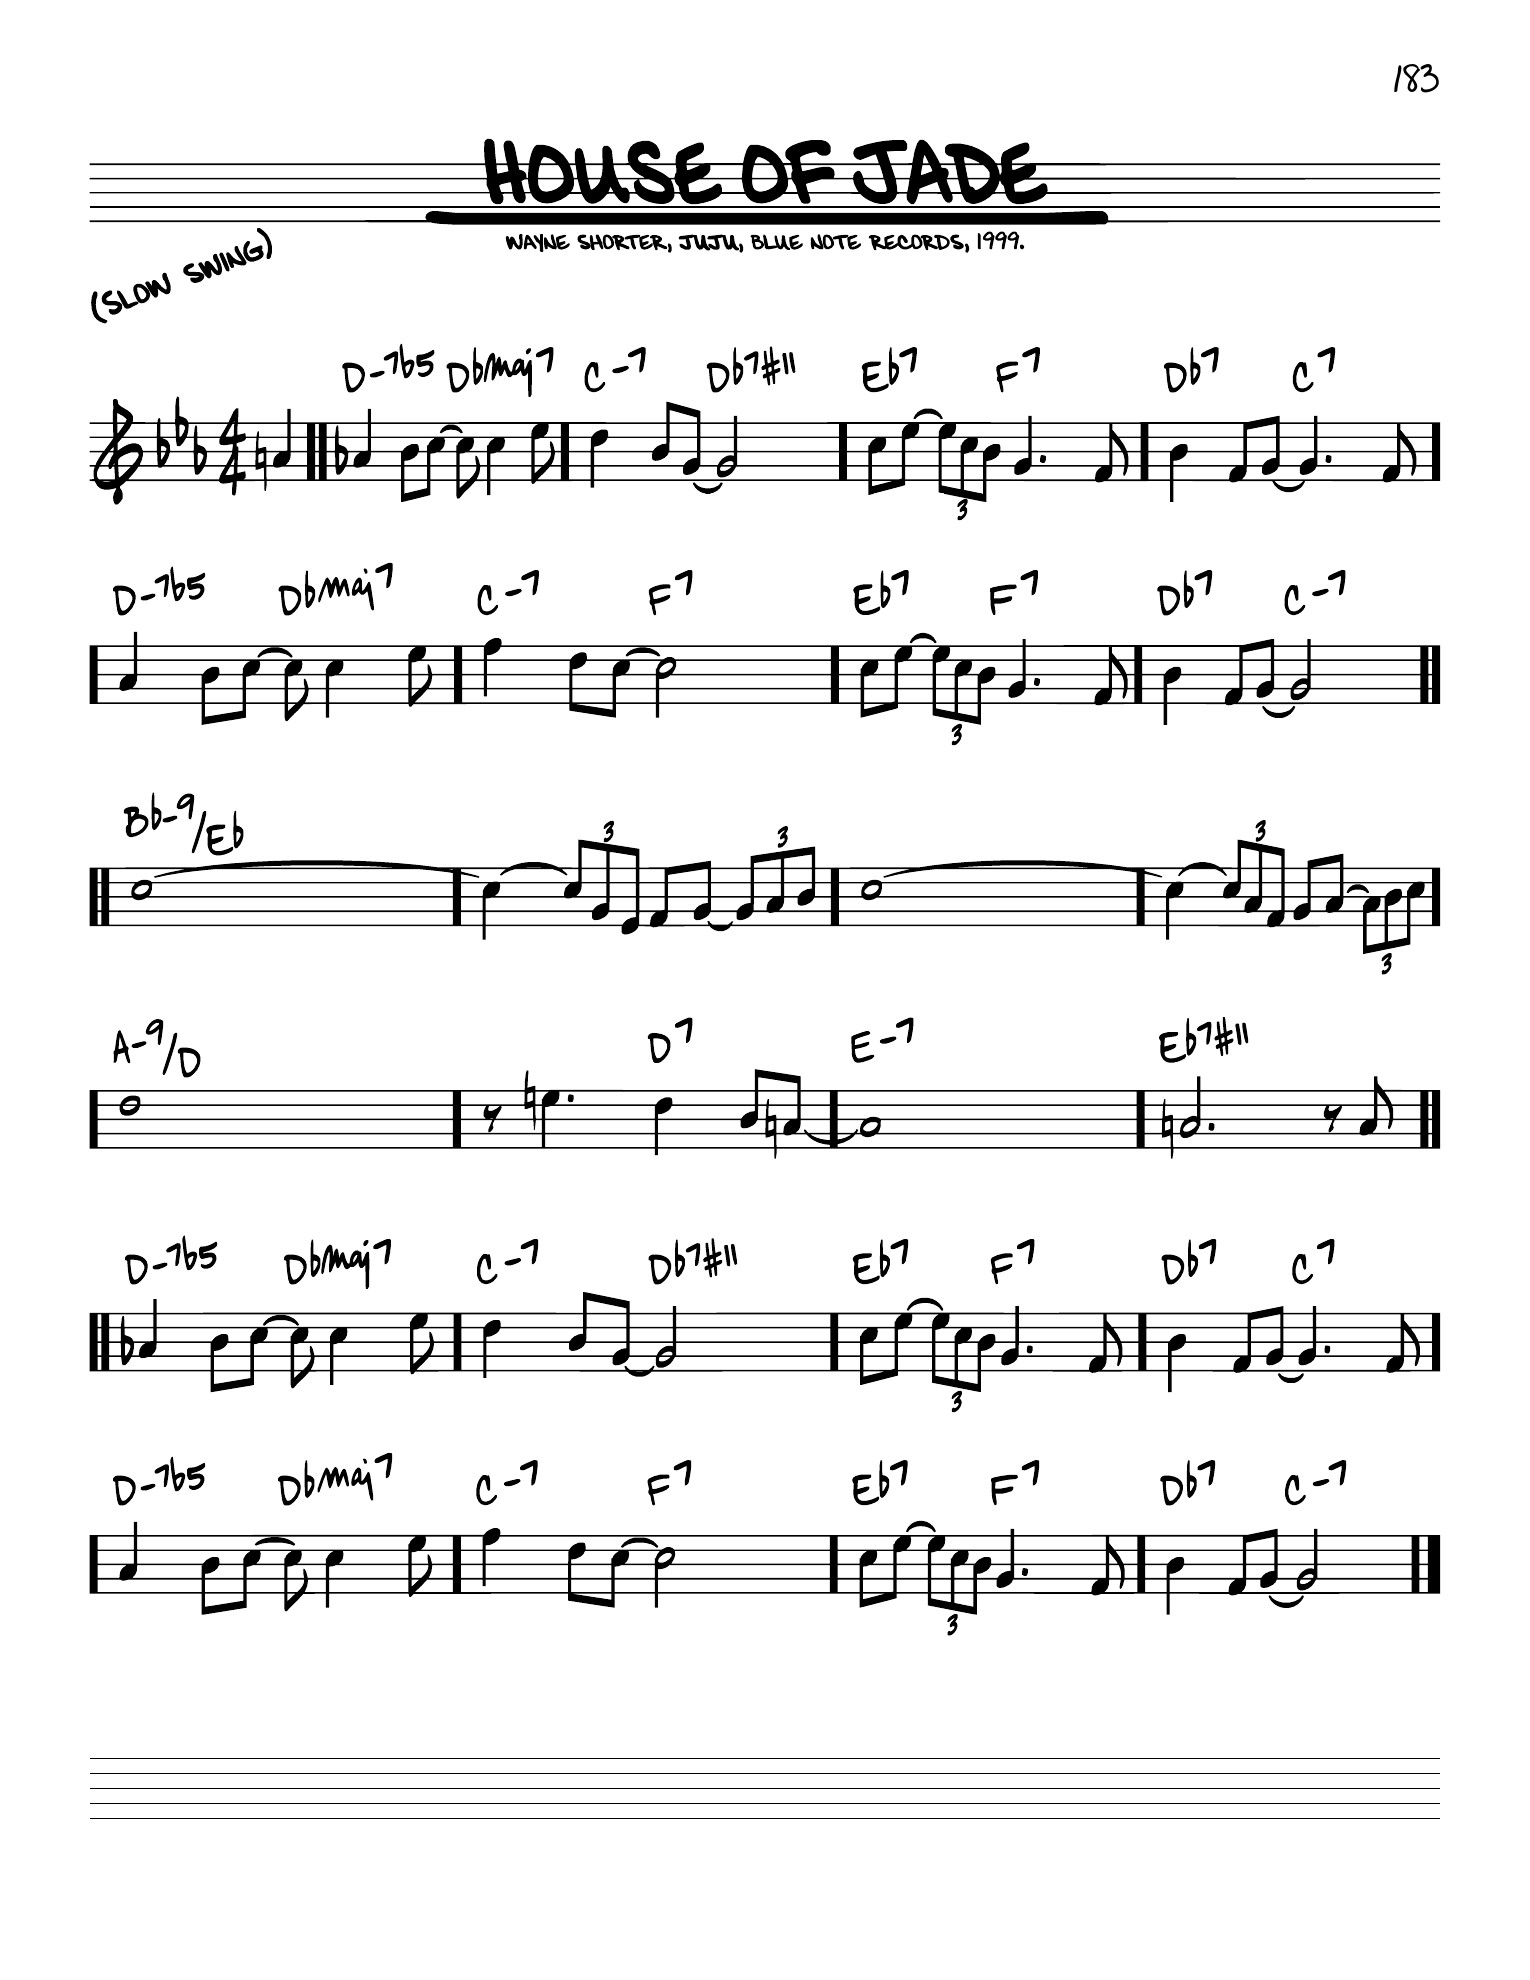 183
HOUSE OF JADE
WAYNE SHORTER, JUJU, BLUE NOTE RECORDS, 1999.
(SLOW SWING)
D-7b5 Dbmaj7 C-7 Db7#11 Eb7 F7 Db7 C7
4/4
3
D-7b5 Dbmaj7 C-7 F7 Eb7 F7 Db7 C-7
3
Bb-9/Eb
3 3 3 3
A-9/D D7 E-7 Eb7#11
D-7b5 Dbmaj7 C-7 Db7#11 Eb7 F7 Db7 C7
3
D-7b5 Dbmaj7 C-7 F7 Eb7 F7 Db7 C-7
3